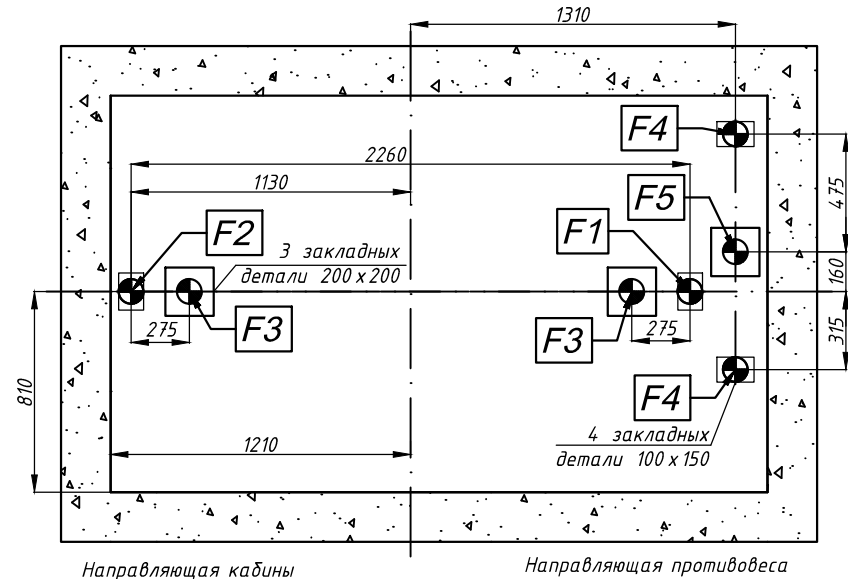 1310
F4
2260
1130
475
F5
F2
F1
3 закладных
детали 200 x 200
160
275
F3
F3
275
315
810
F4
1210
4 закладных
детали 100 x 150
Направляющая кабины
Направляющая противовеса